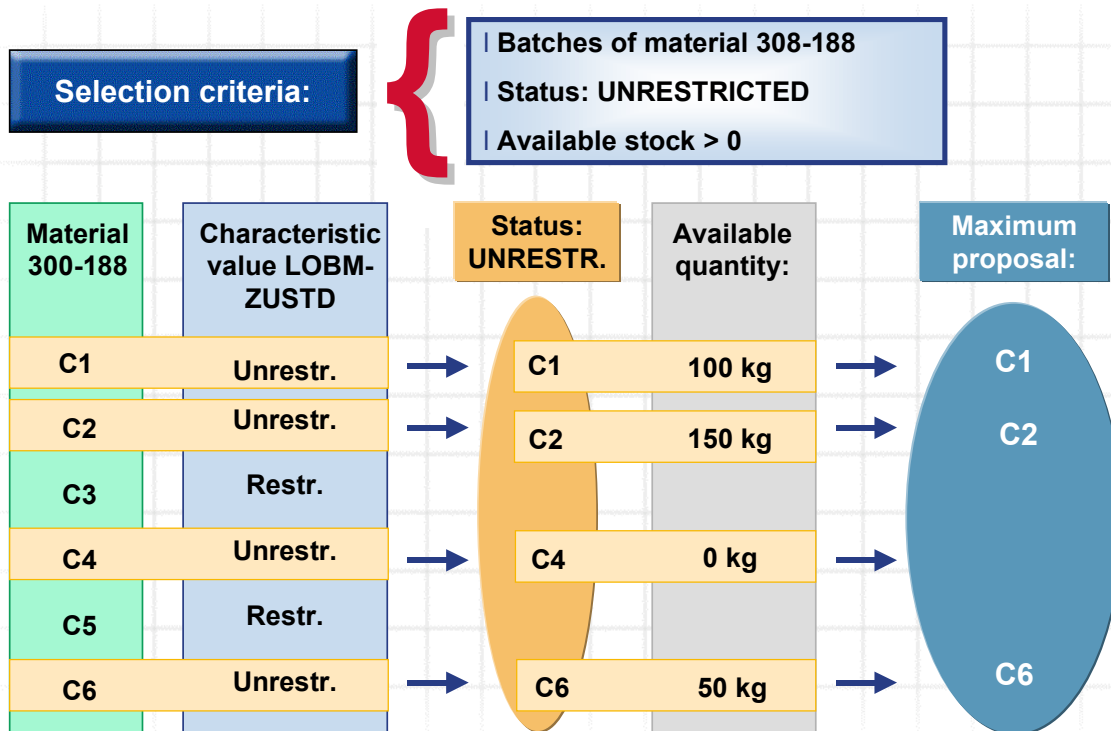 Selection criteria:
l Batches of material 308-188
l Status: UNRESTRICTED
l Available stock > 0
Material
300-188
Characteristic
value LOBM-
ZUSTD
Status:
UNRESTR.
Available
quantity:
Maximum
proposal:
C1 Unrestr. C1 100 kg C1
C2 Unrestr. C2 150 kg C2
C3 Restr.
C4 Unrestr. C4 0 kg
C5 Restr.
C6 Unrestr. C6 50 kg C6